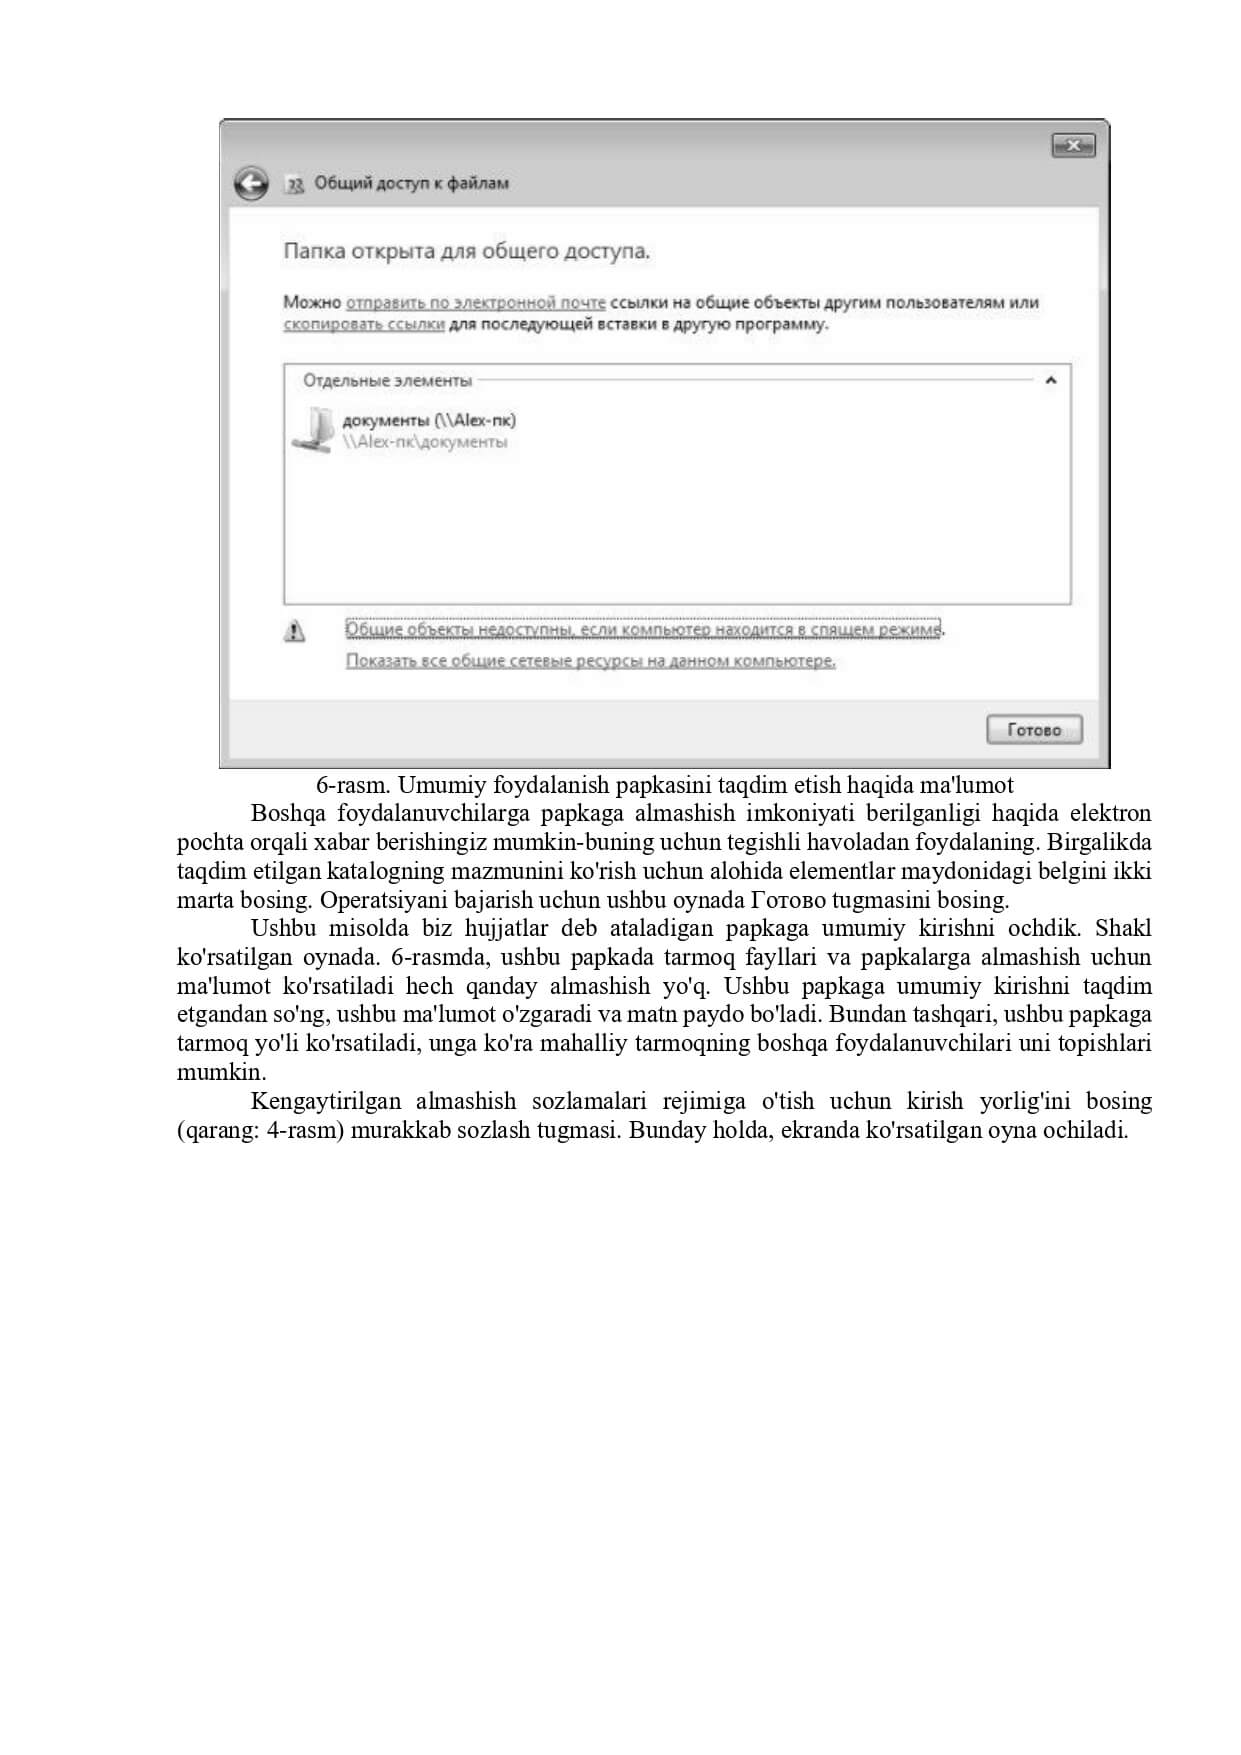 Общий доступ к файлам
Папка открыта для общего доступа.
Можно отправить по электронной почте ссылки на общие объекты другим пользователям или
скопировать ссылки для последующей вставки в другую программу.
Отдельные элементы
документы (\\Alex-пк)
\\Alex-пк\документы
Общие объекты недоступны, если компьютер находится в спящем режиме.
Показать все общие сетевые ресурсы на данном компьютере.
Готово
6-rasm. Umumiy foydalanish papkasini taqdim etish haqida ma'lumot
Boshqa foydalanuvchilarga papkaga almashish imkoniyati berilganligi haqida elektron
pochta orqali xabar berishingiz mumkin-buning uchun tegishli havoladan foydalaning. Birgalikda
taqdim etilgan katalogning mazmunini ko'rish uchun alohida elementlar maydonidagi belgini ikki
marta bosing. Operatsiyani bajarish uchun ushbu oynada Готово tugmasini bosing.
Ushbu misolda biz hujjatlar deb ataladigan papkaga umumiy kirishni ochdik. Shakl
ko'rsatilgan oynada. 6-rasmda, ushbu papkada tarmoq fayllari va papkalarga almashish uchun
ma'lumot ko'rsatiladi hech qanday almashish yo'q. Ushbu papkaga umumiy kirishni taqdim
etgandan so'ng, ushbu ma'lumot o'zgaradi va matn paydo bo'ladi. Bundan tashqari, ushbu papkaga
tarmoq yo'li ko'rsatiladi, unga ko'ra mahalliy tarmoqning boshqa foydalanuvchilari uni topishlari
mumkin.
Kengaytirilgan almashish sozlamalari rejimiga o'tish uchun kirish yorlig'ini bosing
(qarang: 4-rasm) murakkab sozlash tugmasi. Bunday holda, ekranda ko'rsatilgan oyna ochiladi.